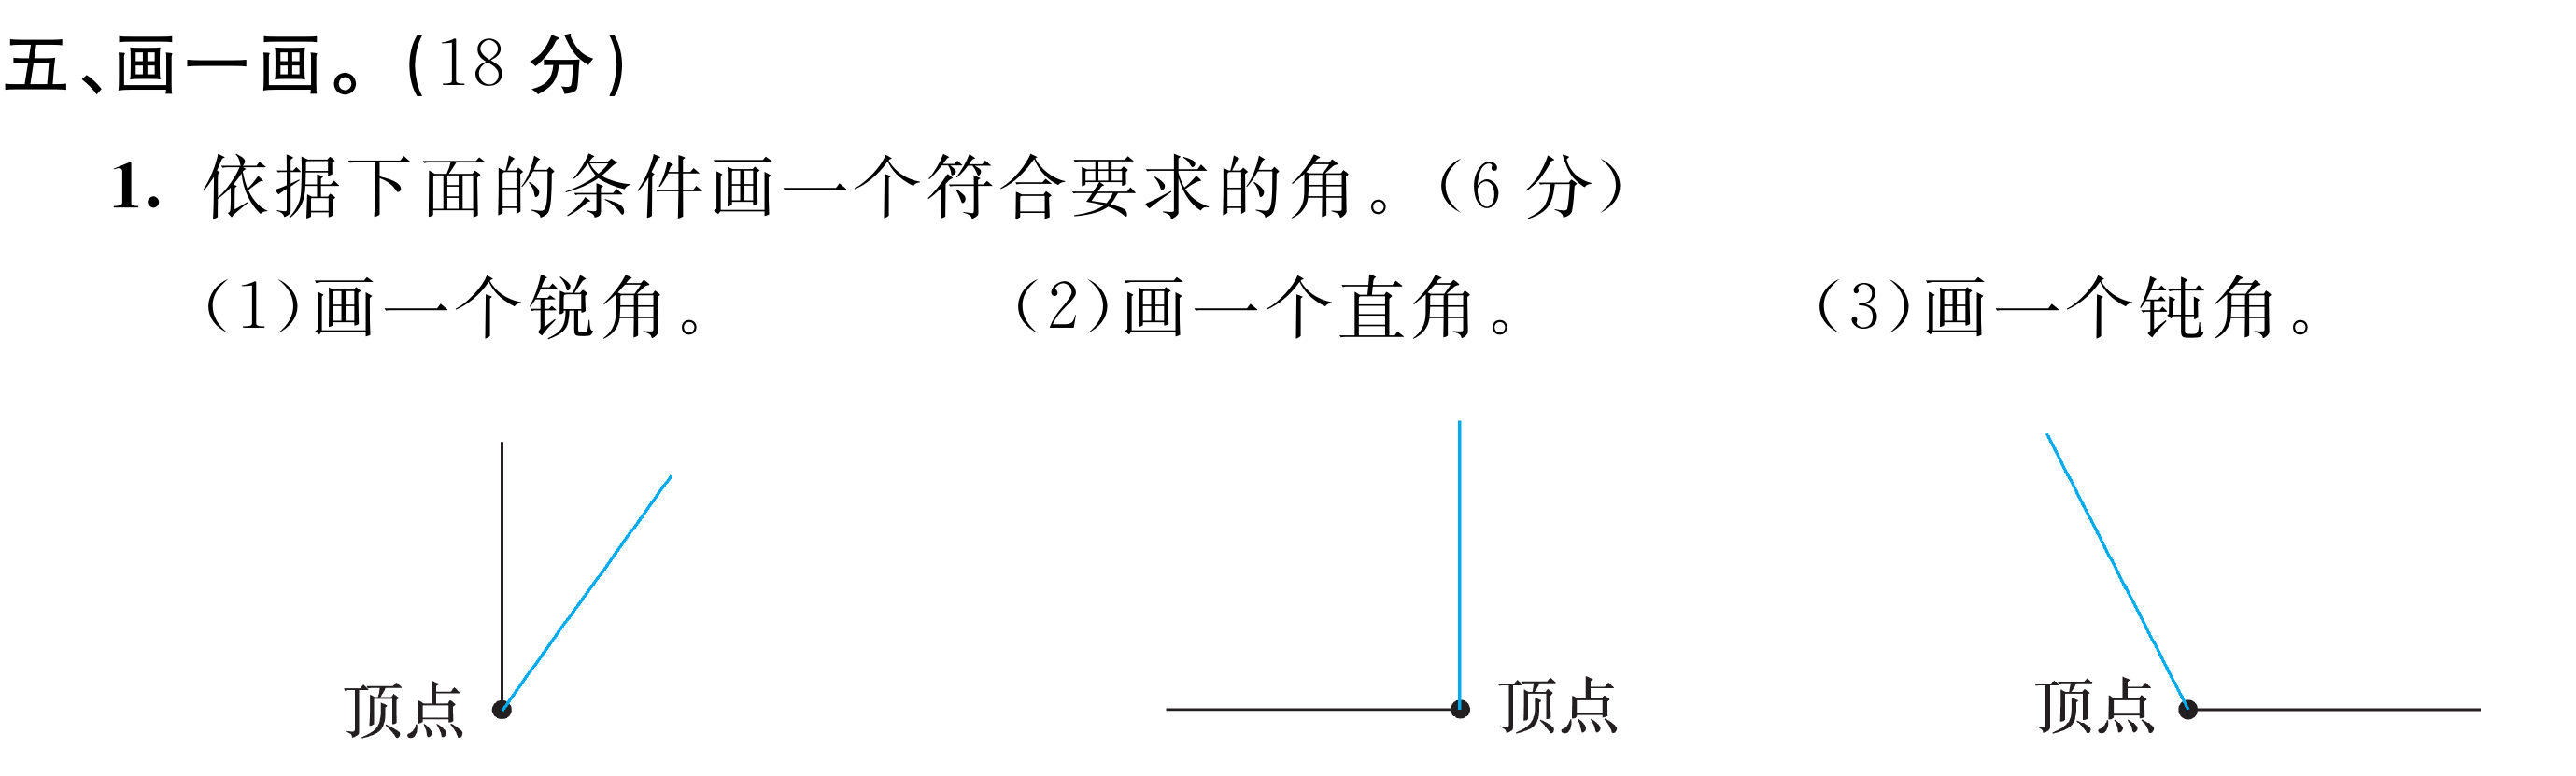 五、画一画。(18 分)
1. 依据下面的条件画一个符合要求的角。(6 分)
(1)画一个锐角。 (2)画一个直角。 (3)画一个钝角。
顶点 顶点 顶点